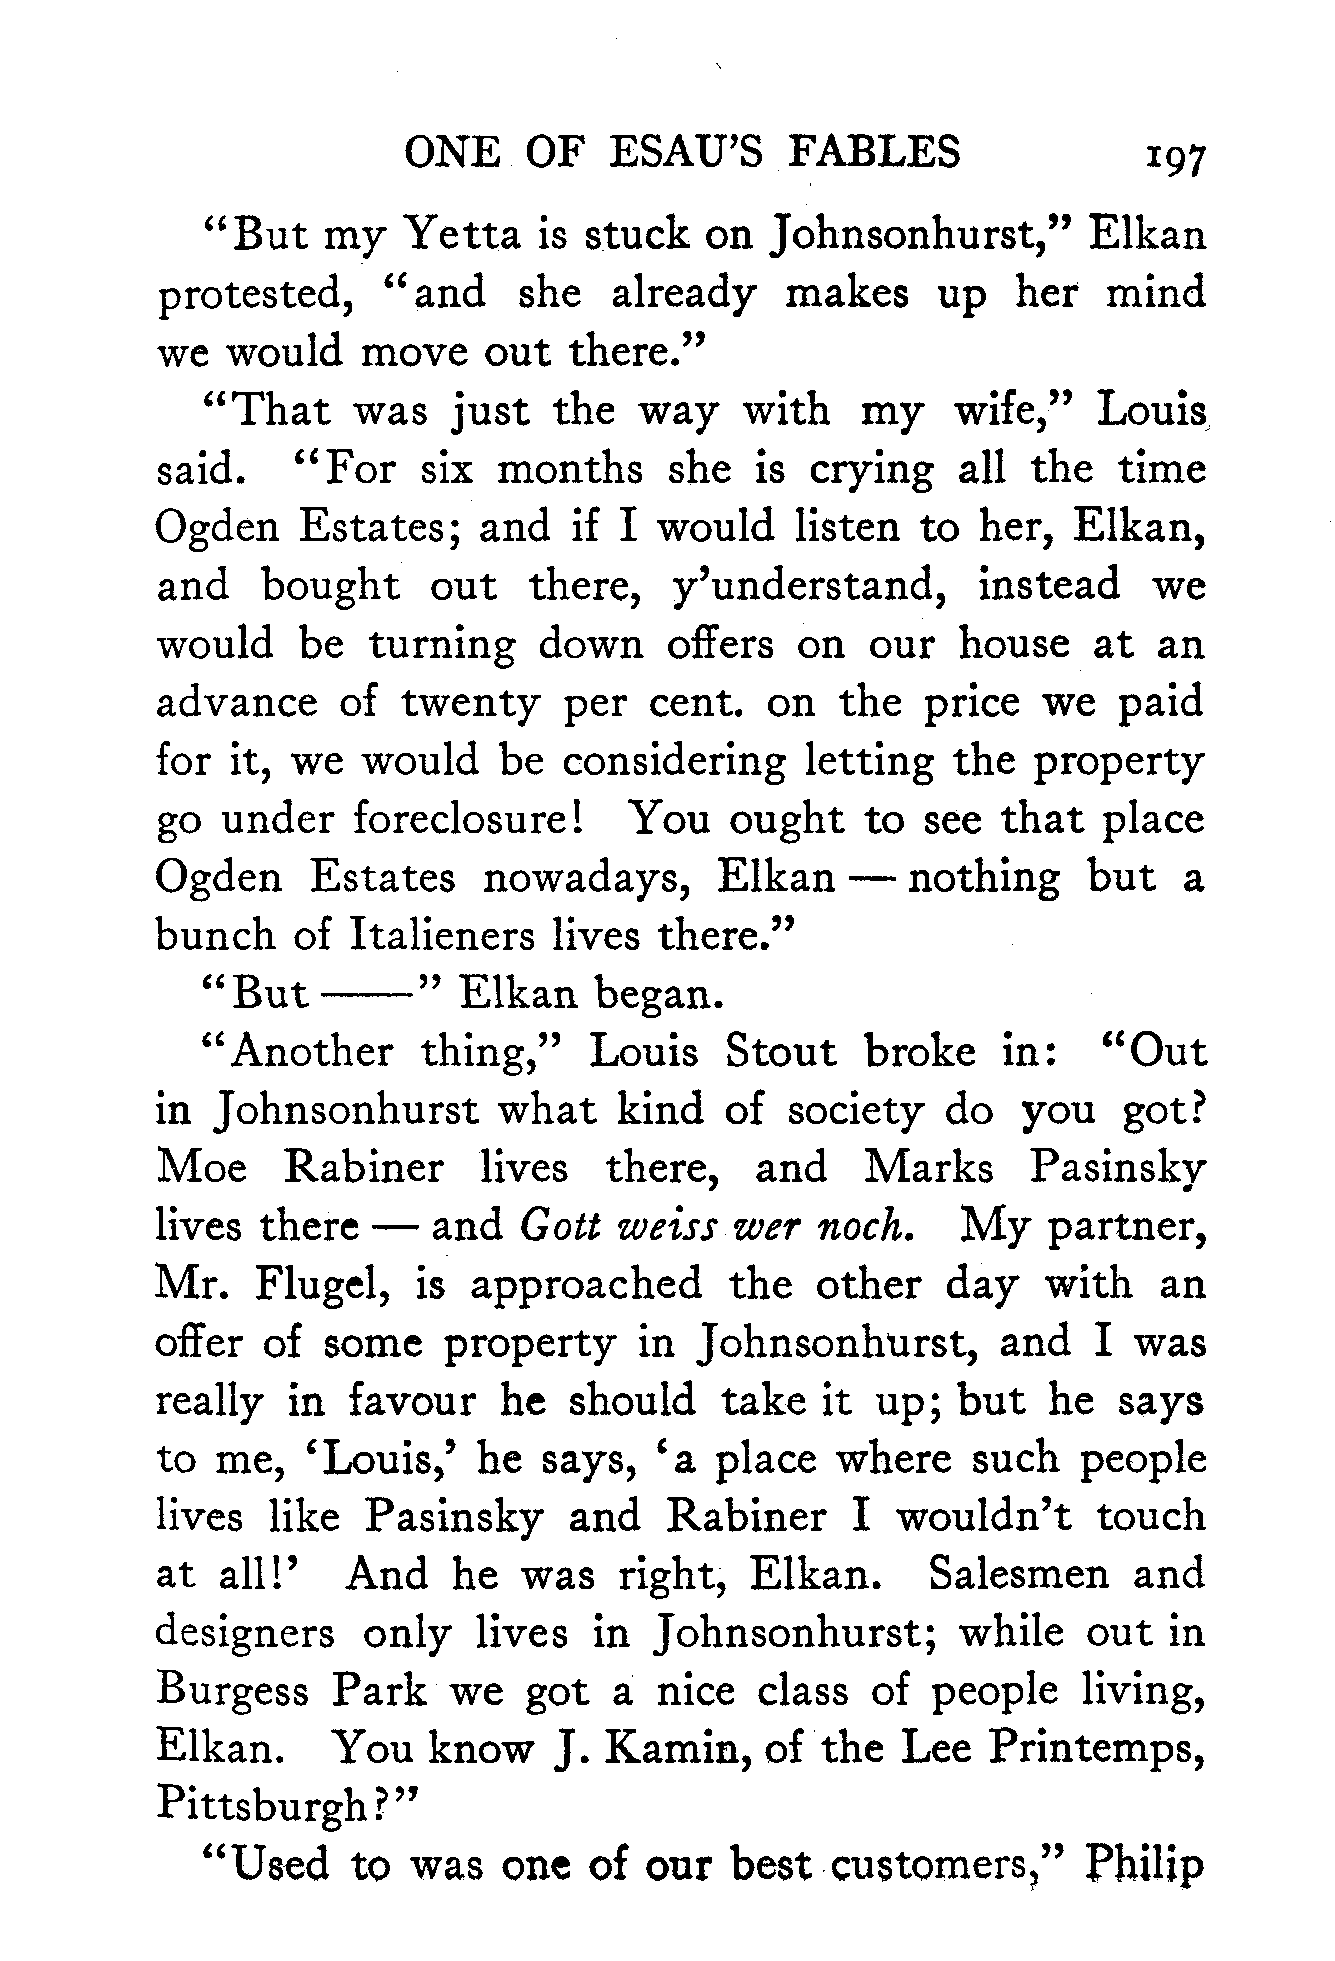 ONE OF ESAU'S FABLES 197
"But my Yetta is stuck on Johnsonhurst," Elkan
protested, "and she already makes up her mind
we would move out there."
"That was just the way with my wife," Louis
said. "For six months she is crying all the time
Ogden Estates; and if I would listen to her, Elkan,
and bought out there, y'understand, instead we
would be turning down offers on our house at an
advance of twenty per cent. on the price we paid
for it, we would be considering letting the property
go under foreclosure! You ought to see that place
Ogden Estates nowadays, Elkan — nothing but a
bunch of Italieners lives there."
"But ——" Elkan began.
"Another thing," Louis Stout broke in: "Out
in Johnsonhurst what kind of society do you got?
Moe Rabiner lives there, and Marks Pasinsky
lives there — and Gott weiss wer noch. My partner,
Mr. Flugel, is approached the other day with an
offer of some property in Johnsonhurst, and I was
really in favour he should take it up; but he says
to me, 'Louis,' he says, 'a place where such people
lives like Pasinsky and Rabiner I wouldn't touch
at all!' And he was right, Elkan. Salesmen and
designers only lives in Johnsonhurst; while out in
Burgess Park we got a nice class of people living,
Elkan. You know J. Kamin, of the Lee Printemps,
Pittsburgh?"
"Used to was one of our best customers," Philip